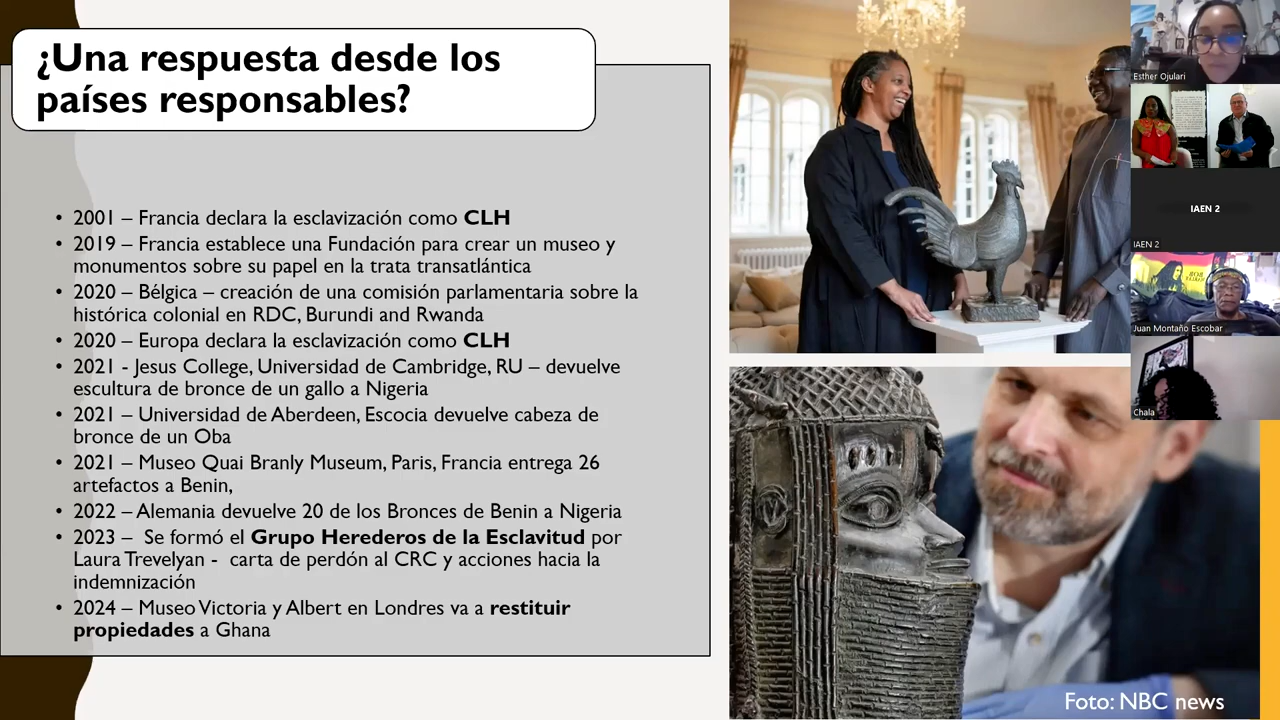 ¿Una respuesta desde los
países responsables?
• 2001 – Francia declara la esclavización como CLH
• 2019 – Francia establece una Fundación para crear un museo y
monumentos sobre su papel en la trata transatlántica
• 2020 – Bélgica – creación de una comisión parlamentaria sobre la
histórica colonial en RDC, Burundi and Rwanda
• 2020 – Europa declara la esclavización como CLH
• 2021 - Jesus College, Universidad de Cambridge, RU – devuelve
escultura de bronce de un gallo a Nigeria
• 2021 – Universidad de Aberdeen, Escocia devuelve cabeza de
bronce de un Oba
• 2021 – Museo Quai Branly Museum, Paris, Francia entrega 26
artefactos a Benin,
• 2022 – Alemania devuelve 20 de los Bronces de Benin a Nigeria
• 2023 – Se formó el Grupo Herederos de la Esclavitud por
Laura Trevelyan - carta de perdón al CRC y acciones hacia la
indemnización
• 2024 – Museo Victoria y Albert en Londres va a restituir
propiedades a Ghana
Foto: NBC news
Esther Ojulari
IAEN 2
IAEN 2
Juan Montaño Escobar
Chala